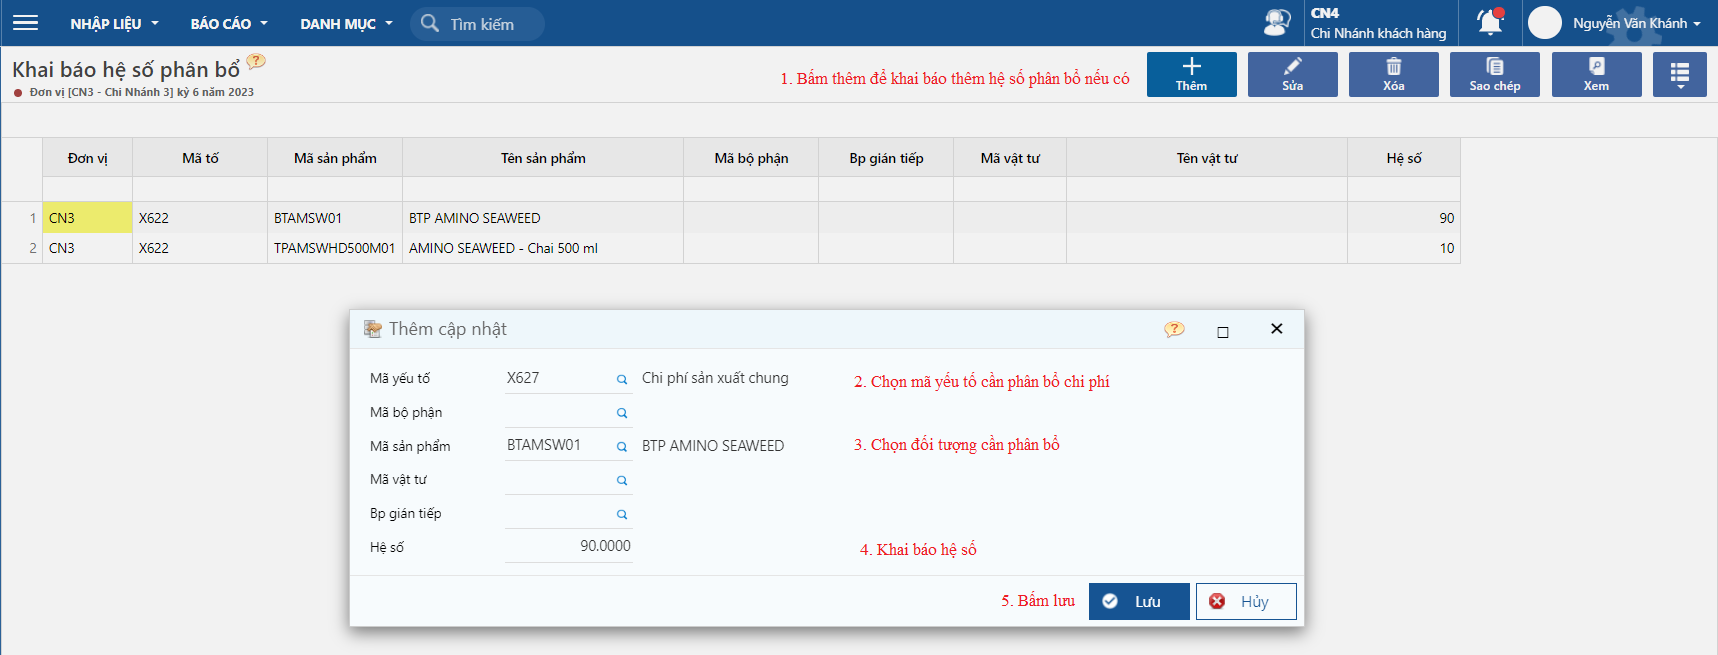 NHẬP LIỆU BÁO CÁO DANH MỤC Tìm kiếm CN4 Nguyễn Văn Khánh
Chi Nhánh khách hàng
Khai báo hệ số phân bổ ?
Đơn vị [CN3 - Chi Nhánh 3] kỳ 6 năm 2023
1. Bấm thêm để khai báo thêm hệ số phân bổ nếu có
Thêm Sửa Xóa Sao chép Xem
Đơn vị Mã tố Mã sản phẩm Tên sản phẩm Mã bộ phận Bp gián tiếp Mã vật tư Tên vật tư Hệ số
1 CN3 X622 BTAMSW01 BTP AMINO SEAWEED 90
2 CN3 X622 TPAMSWHD500M01 AMINO SEAWEED - Chai 500 ml 10
Thêm cập nhật ?
Mã yếu tố X627 Chi phí sản xuất chung 2. Chọn mã yếu tố cần phân bổ chi phí
Mã bộ phận
Mã sản phẩm BTAMSW01 BTP AMINO SEAWEED 3. Chọn đối tượng cần phân bổ
Mã vật tư
Bp gián tiếp
Hệ số 90.0000 4. Khai báo hệ số
5. Bấm lưu Lưu Hủy